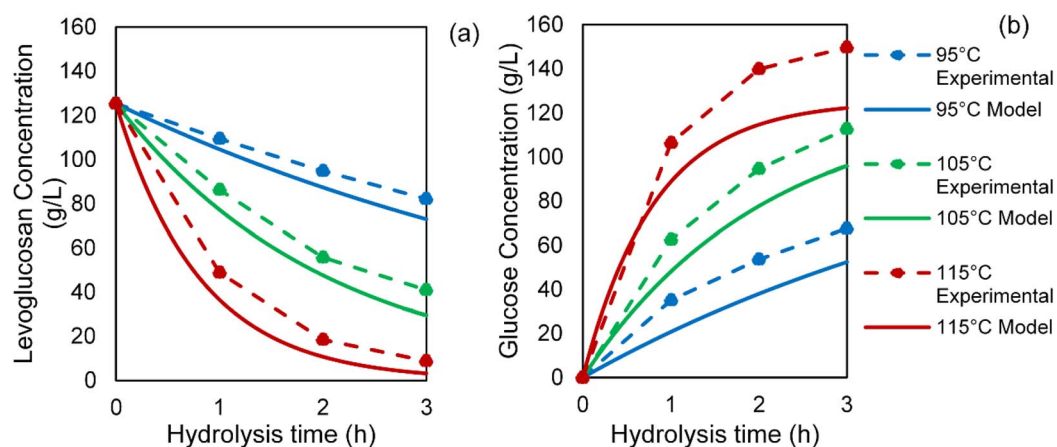 Levoglucosan Concentration
(g/L)
160
140
120
100
80
60
40
20
0
0
1
2
3
Hydrolysis time (h)
(a)
Glucose Concentration (g/L)
160
140
120
100
80
60
40
20
0
0
1
2
3
Hydrolysis time (h)
(b)
95°C
Experimental
95°C Model
105°C
Experimental
105°C Model
115°C
Experimental
115°C Model